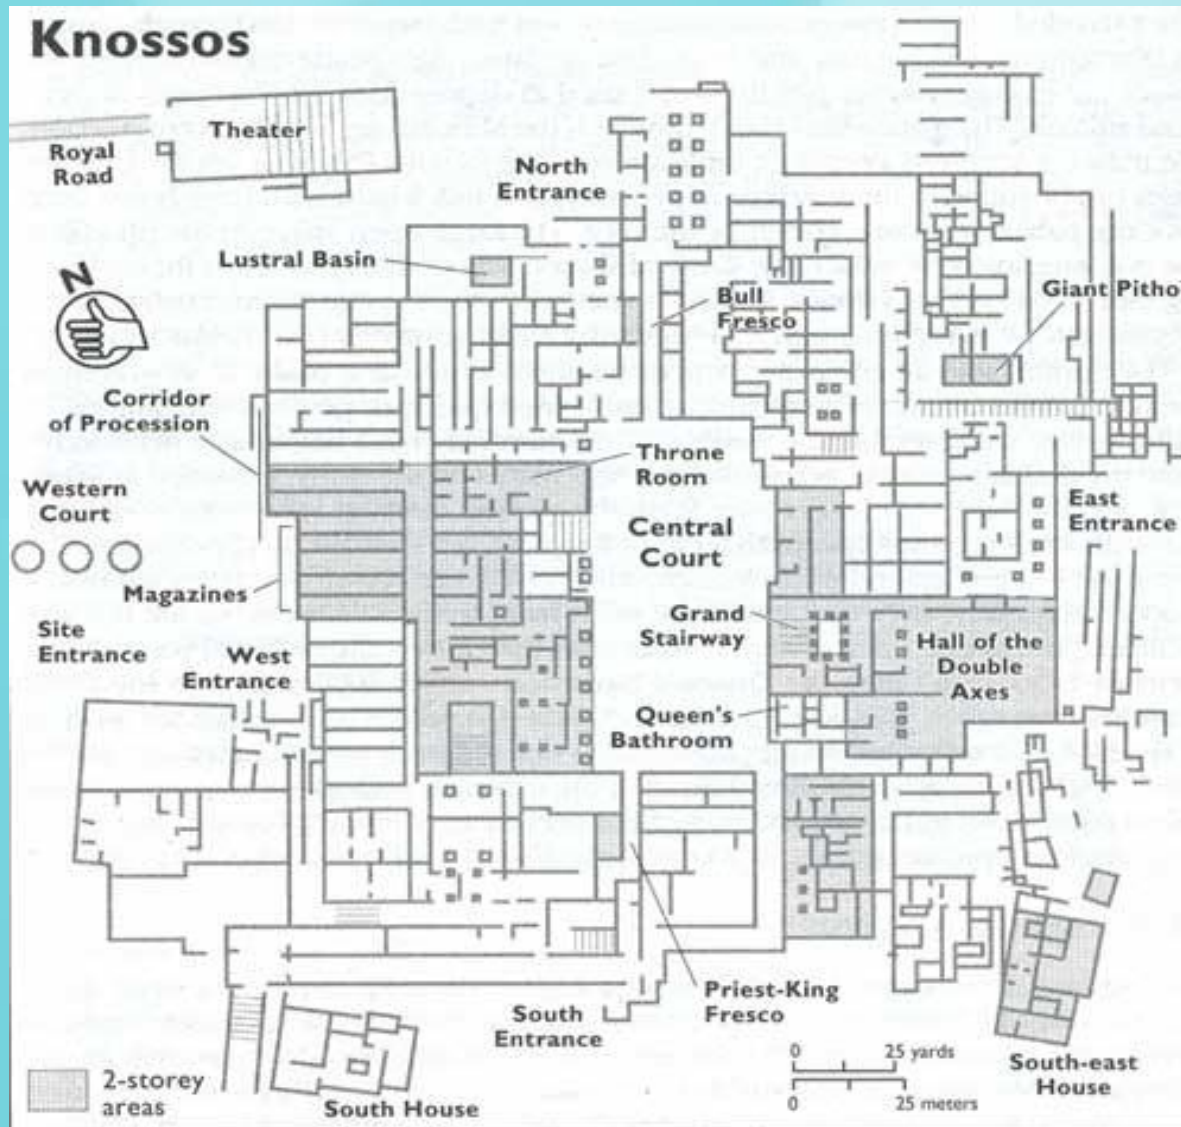 Knossos
Theater
Royal
Road
North
Entrance
Lustral Basin
N
Bull
Fresco
Giant Pitho
Corridor
of Procession
Throne
Room
Western
Court
East
Entrance
Central
Court
Magazines
Grand
Stairway
Hall of the
Double
Axes
Site
Entrance
West
Entrance
Queen's
Bathroom
Priest-King
Fresco
South
Entrance
0 25 yards
0 25 meters
South-east
House
2-storey
areas
South House